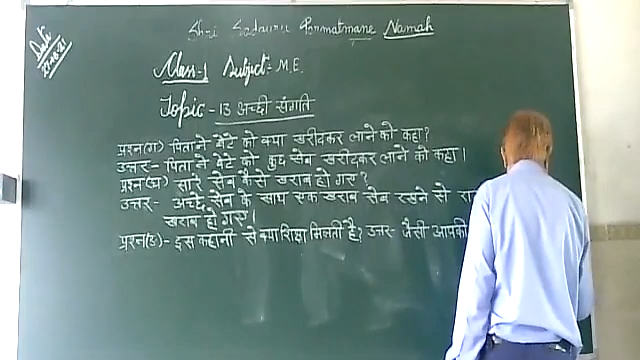 Shri Sadguru Parmatmane Namah
Date
Class-1 Subject:- M.E.
Topic - 13 अच्छी संगति
प्रश्न(ग) पिता ने बेटे को क्या खरीदकर लाने को कहा?
उत्तर- पिता ने बेटे को कुछ सेब खरीदकर लाने को कहा।
प्रश्न(घ) सारे सेब कैसे खराब हो गए?
उत्तर- अच्छे सेब के साथ एक खराब सेब रखने से
खराब हो गए।
प्रश्न(ङ)- इस कहानी से क्या शिक्षा मिलती है? उत्तर- जैसी आपकी